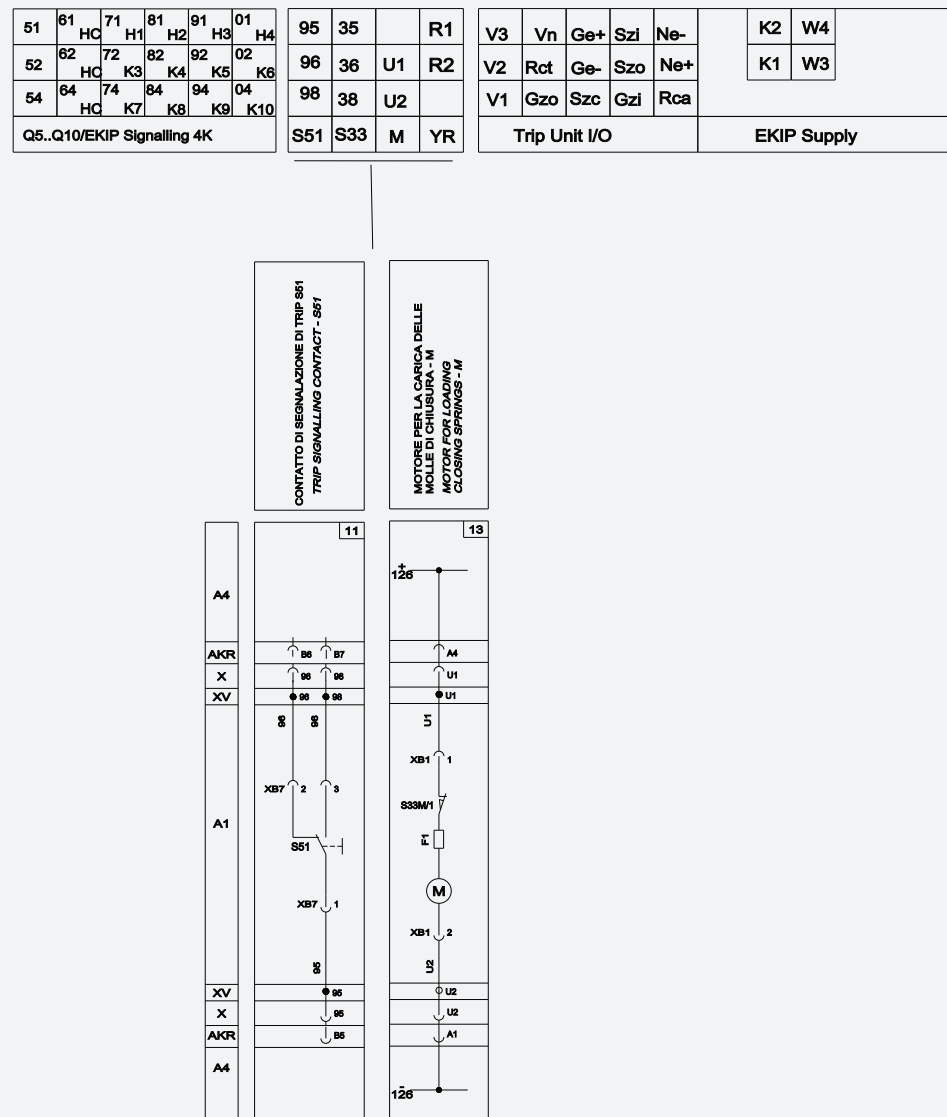 51 61 HC 71 H1 81 H2 91 H3 01 H4
52 62 HC 72 K3 82 K4 92 K5 02 K6
54 64 HC 74 K7 84 K8 94 K9 04 K10
Q5..Q10/EKIP Signalling 4K
95 35 R1
96 36 U1 R2
98 38 U2
S51 S33 M YR
V3 Vn Ge+ Szi Ne-
V2 Rct Ge- Szo Ne+
V1 Gzo Szc Gzi Rca
Trip Unit I/O
K2 W4
K1 W3
EKIP Supply
CONTATTO DI SEGNALAZIONE DI TRIP S51
TRIP SIGNALLING CONTACT - S51
MOTORE PER LA CARICA DELLE
MOLLE DI CHIUSURA - M
MOTOR FOR LOADING
CLOSING SPRINGS - M
A4
AKR
X
XV
A1
XV
X
AKR
A4
11
B6 B7
96 98
96 98
96 98
XB7 2 3
S51
XB7 1
95
95
95
B5
13
+
126
A4
U1
U1
U1
XB1 1
S33M/1
F1
M
XB1 2
U2
U2
U2
A1
-
126